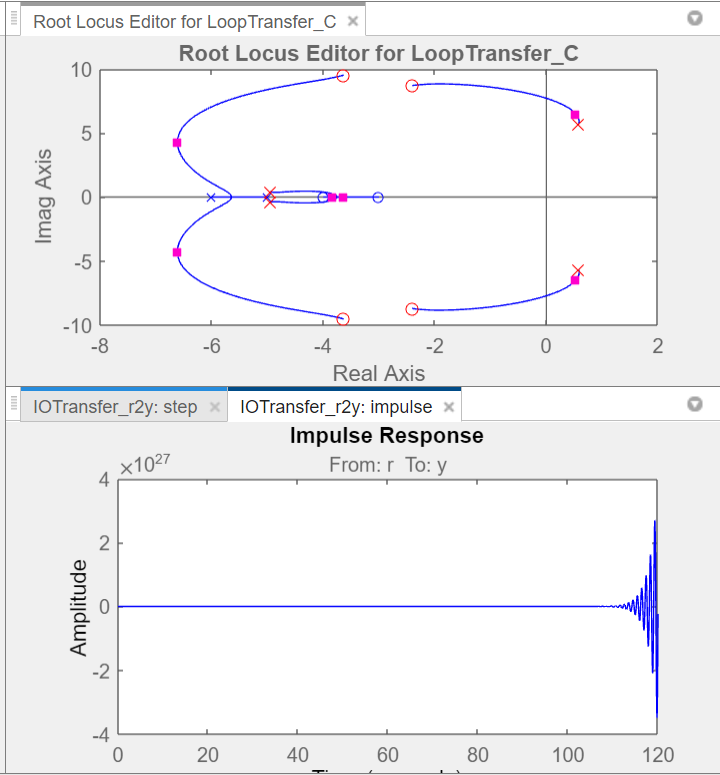 Root Locus Editor for LoopTransfer_C
Root Locus Editor for LoopTransfer_C
10
5
0
-5
-10
Imag Axis
-8 -6 -4 -2 0 2
Real Axis
IOTransfer_r2y: step IOTransfer_r2y: impulse
Impulse Response
From: r To: y
×10^27
4
2
0
-2
-4
Amplitude
0 20 40 60 80 100 120